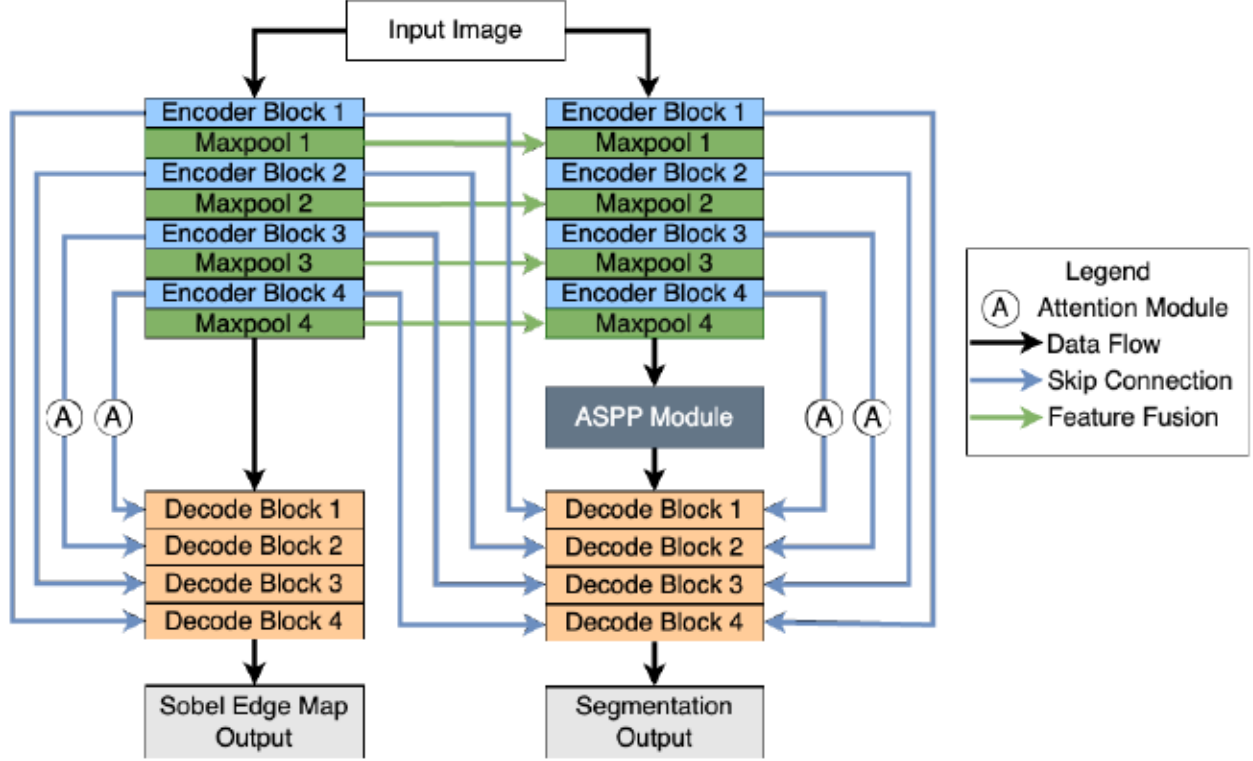 Input Image
Encoder Block 1
Maxpool 1
Encoder Block 2
Maxpool 2
Encoder Block 3
Maxpool 3
Encoder Block 4
Maxpool 4
A
A
Decode Block 1
Decode Block 2
Decode Block 3
Decode Block 4
Sobel Edge Map
Output
Encoder Block 1
Maxpool 1
Encoder Block 2
Maxpool 2
Encoder Block 3
Maxpool 3
Encoder Block 4
Maxpool 4
ASPP Module
A
A
Decode Block 1
Decode Block 2
Decode Block 3
Decode Block 4
Segmentation
Output
Legend
A Attention Module
Data Flow
Skip Connection
Feature Fusion